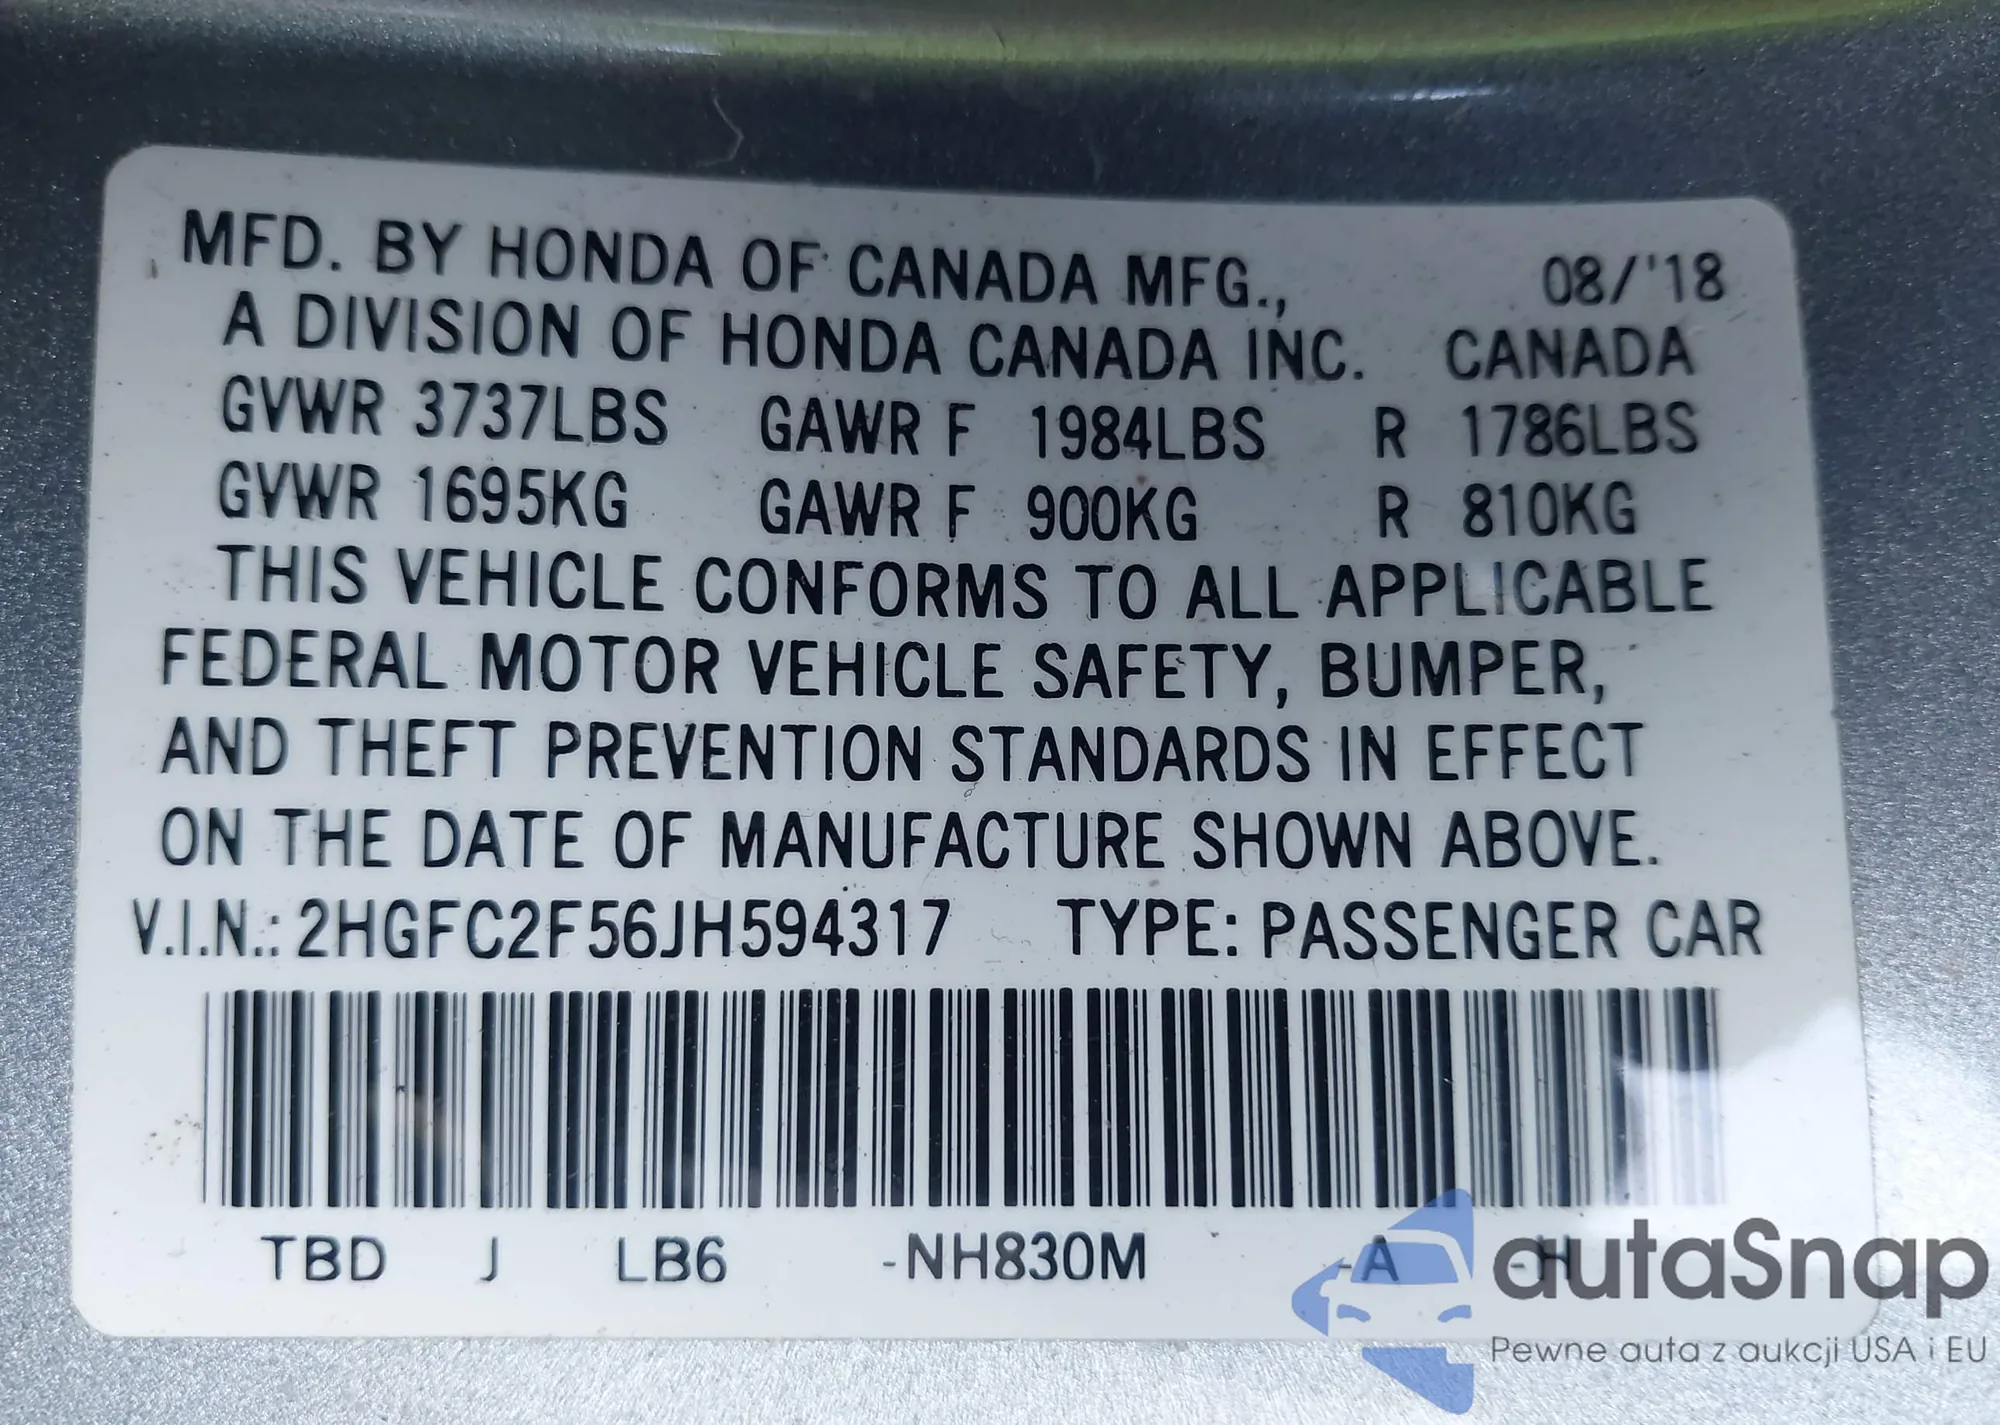 MFD. BY HONDA OF CANADA MFG., 08/'18
A DIVISION OF HONDA CANADA INC. CANADA
GVWR 3737LBS GAWR F 1984LBS R 1786LBS
GVWR 1695KG GAWR F 900KG R 810KG
THIS VEHICLE CONFORMS TO ALL APPLICABLE
FEDERAL MOTOR VEHICLE SAFETY, BUMPER,
AND THEFT PREVENTION STANDARDS IN EFFECT
ON THE DATE OF MANUFACTURE SHOWN ABOVE.
V.I.N.: 2HGFC2F56JH594317 TYPE: PASSENGER CAR
TBD J LB6 -NH830M -A -H
autaSnap
Pewne auta z aukcji USA i EU